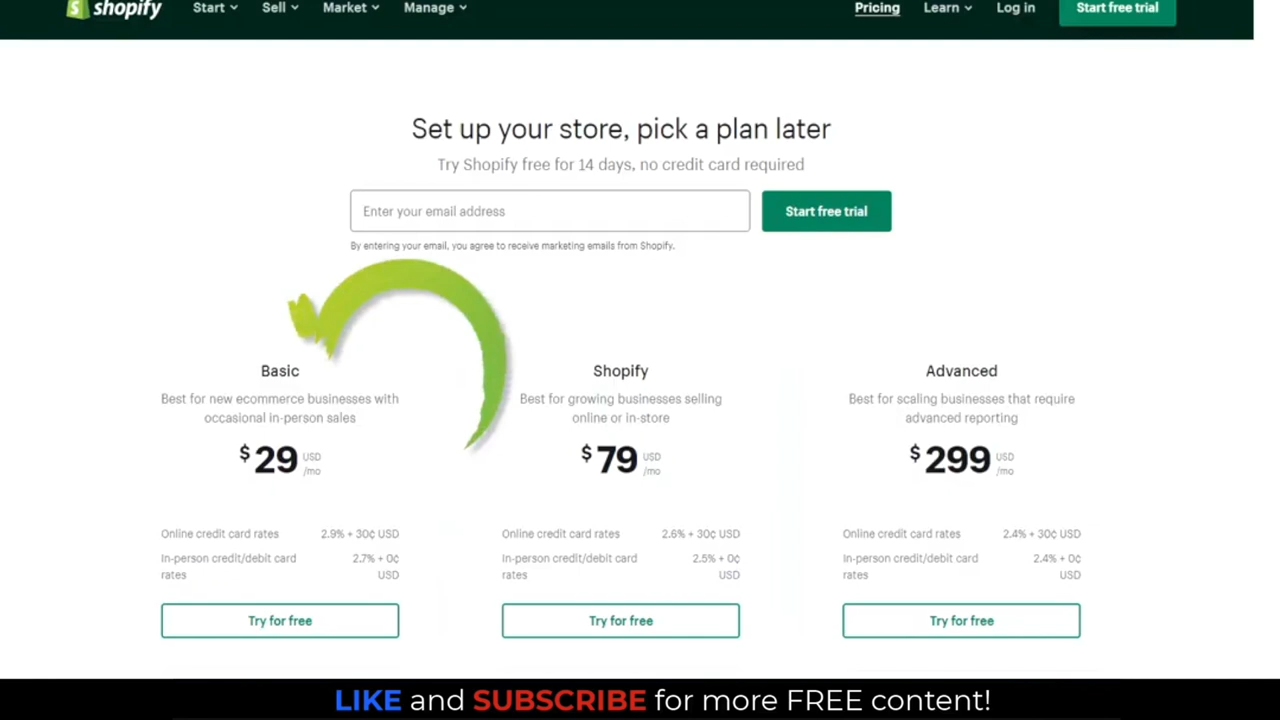 shopify Start Sell Market Manage Pricing Learn Log in Start free trial
Set up your store, pick a plan later
Try Shopify free for 14 days, no credit card required
Enter your email address Start free trial
By entering your email, you agree to receive marketing emails from Shopify.
Basic
Best for new ecommerce businesses with
occasional in-person sales
$29 USD
/mo
Online credit card rates 2.9% + 30¢ USD
In-person credit/debit card 2.7% + 0¢
rates USD
Try for free
Shopify
Best for growing businesses selling
online or in-store
$79 USD
/mo
Online credit card rates 2.6% + 30¢ USD
In-person credit/debit card 2.5% + 0¢
rates USD
Try for free
Advanced
Best for scaling businesses that require
advanced reporting
$299 USD
/mo
Online credit card rates 2.4% + 30¢ USD
In-person credit/debit card 2.4% + 0¢
rates USD
Try for free
LIKE and SUBSCRIBE for more FREE content!